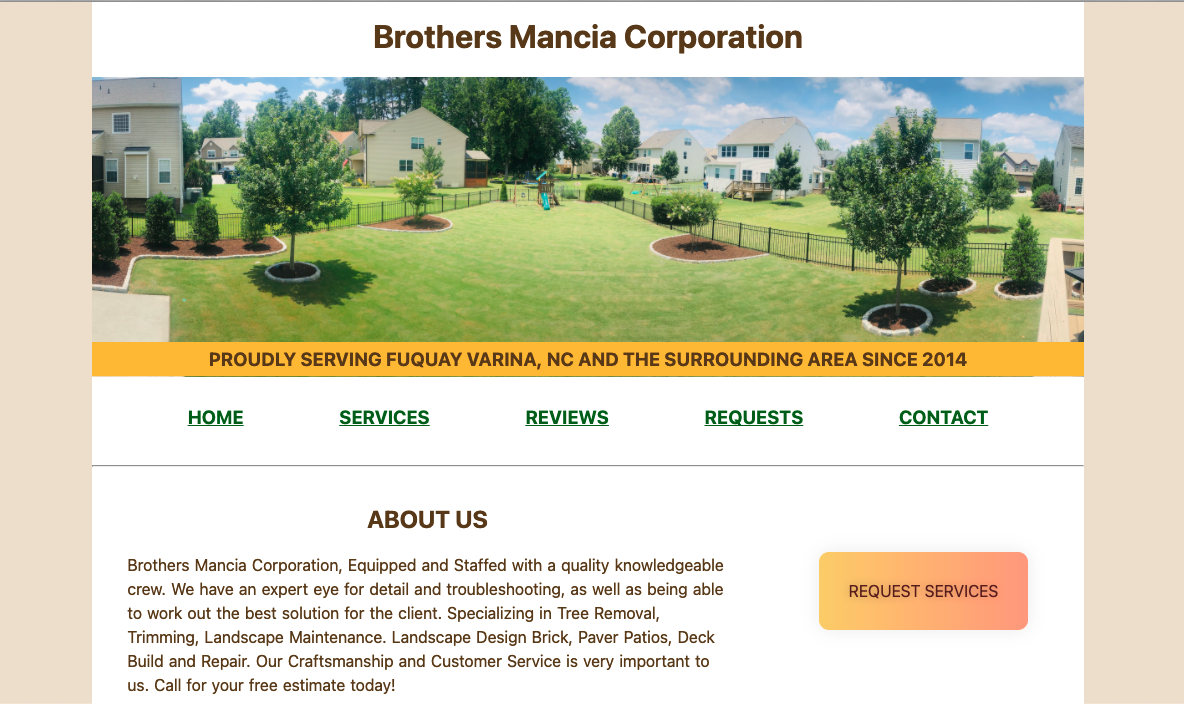 Brothers Mancia Corporation
PROUDLY SERVING FUQUAY VARINA, NC AND THE SURROUNDING AREA SINCE 2014
HOME SERVICES REVIEWS REQUESTS CONTACT
ABOUT US
Brothers Mancia Corporation, Equipped and Staffed with a quality knowledgeable
crew. We have an expert eye for detail and troubleshooting, as well as being able
to work out the best solution for the client. Specializing in Tree Removal,
Trimming, Landscape Maintenance. Landscape Design Brick, Paver Patios, Deck
Build and Repair. Our Craftsmanship and Customer Service is very important to
us. Call for your free estimate today!
REQUEST SERVICES